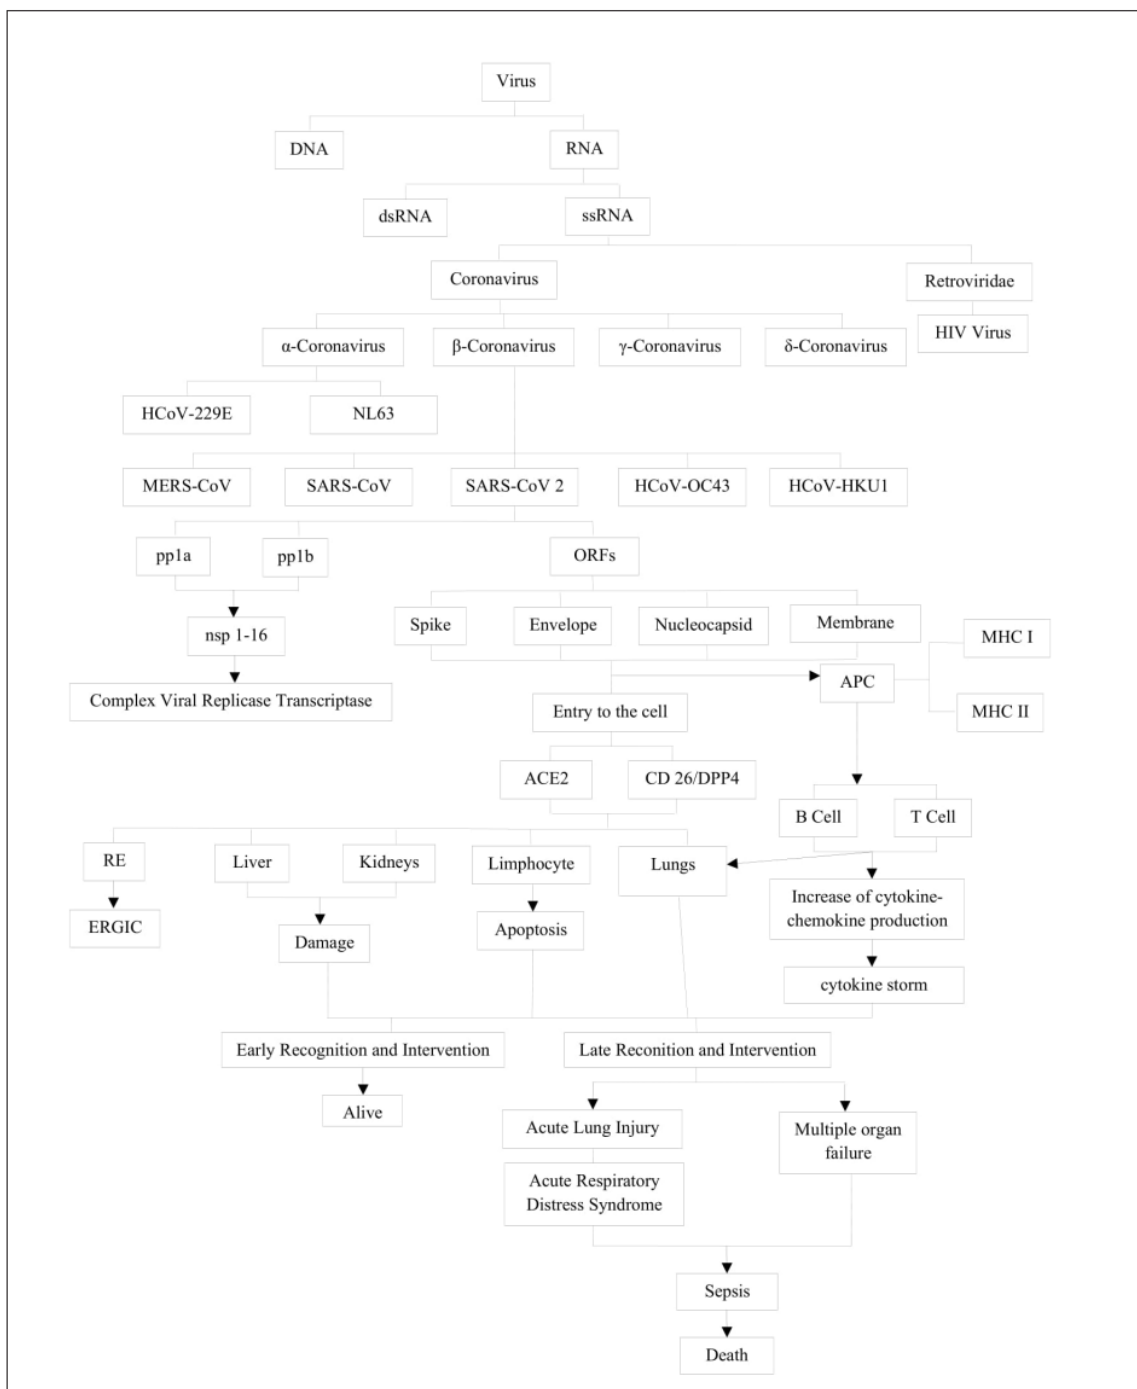 Virus
DNA
RNA
dsRNA
ssRNA
Coronavirus
Retroviridae
HIV Virus
α-Coronavirus
β-Coronavirus
γ-Coronavirus
δ-Coronavirus
HCoV-229E
NL63
MERS-CoV
SARS-CoV
SARS-CoV 2
HCoV-OC43
HCoV-HKU1
pp1a
pp1b
ORFs
Spike
Envelope
Nucleocapsid
Membrane
nsp 1-16
MHC I
APC
Complex Viral Replicase Transcriptase
Entry to the cell
MHC II
ACE2
CD 26/DPP4
B Cell
T Cell
RE
Liver
Kidneys
Limphocyte
Lungs
ERGIC
Damage
Apoptosis
Increase of cytokine-
chemokine production
cytokine storm
Early Recognition and Intervention
Late Reconition and Intervention
Alive
Acute Lung Injury
Multiple organ
failure
Acute Respiratory
Distress Syndrome
Sepsis
Death